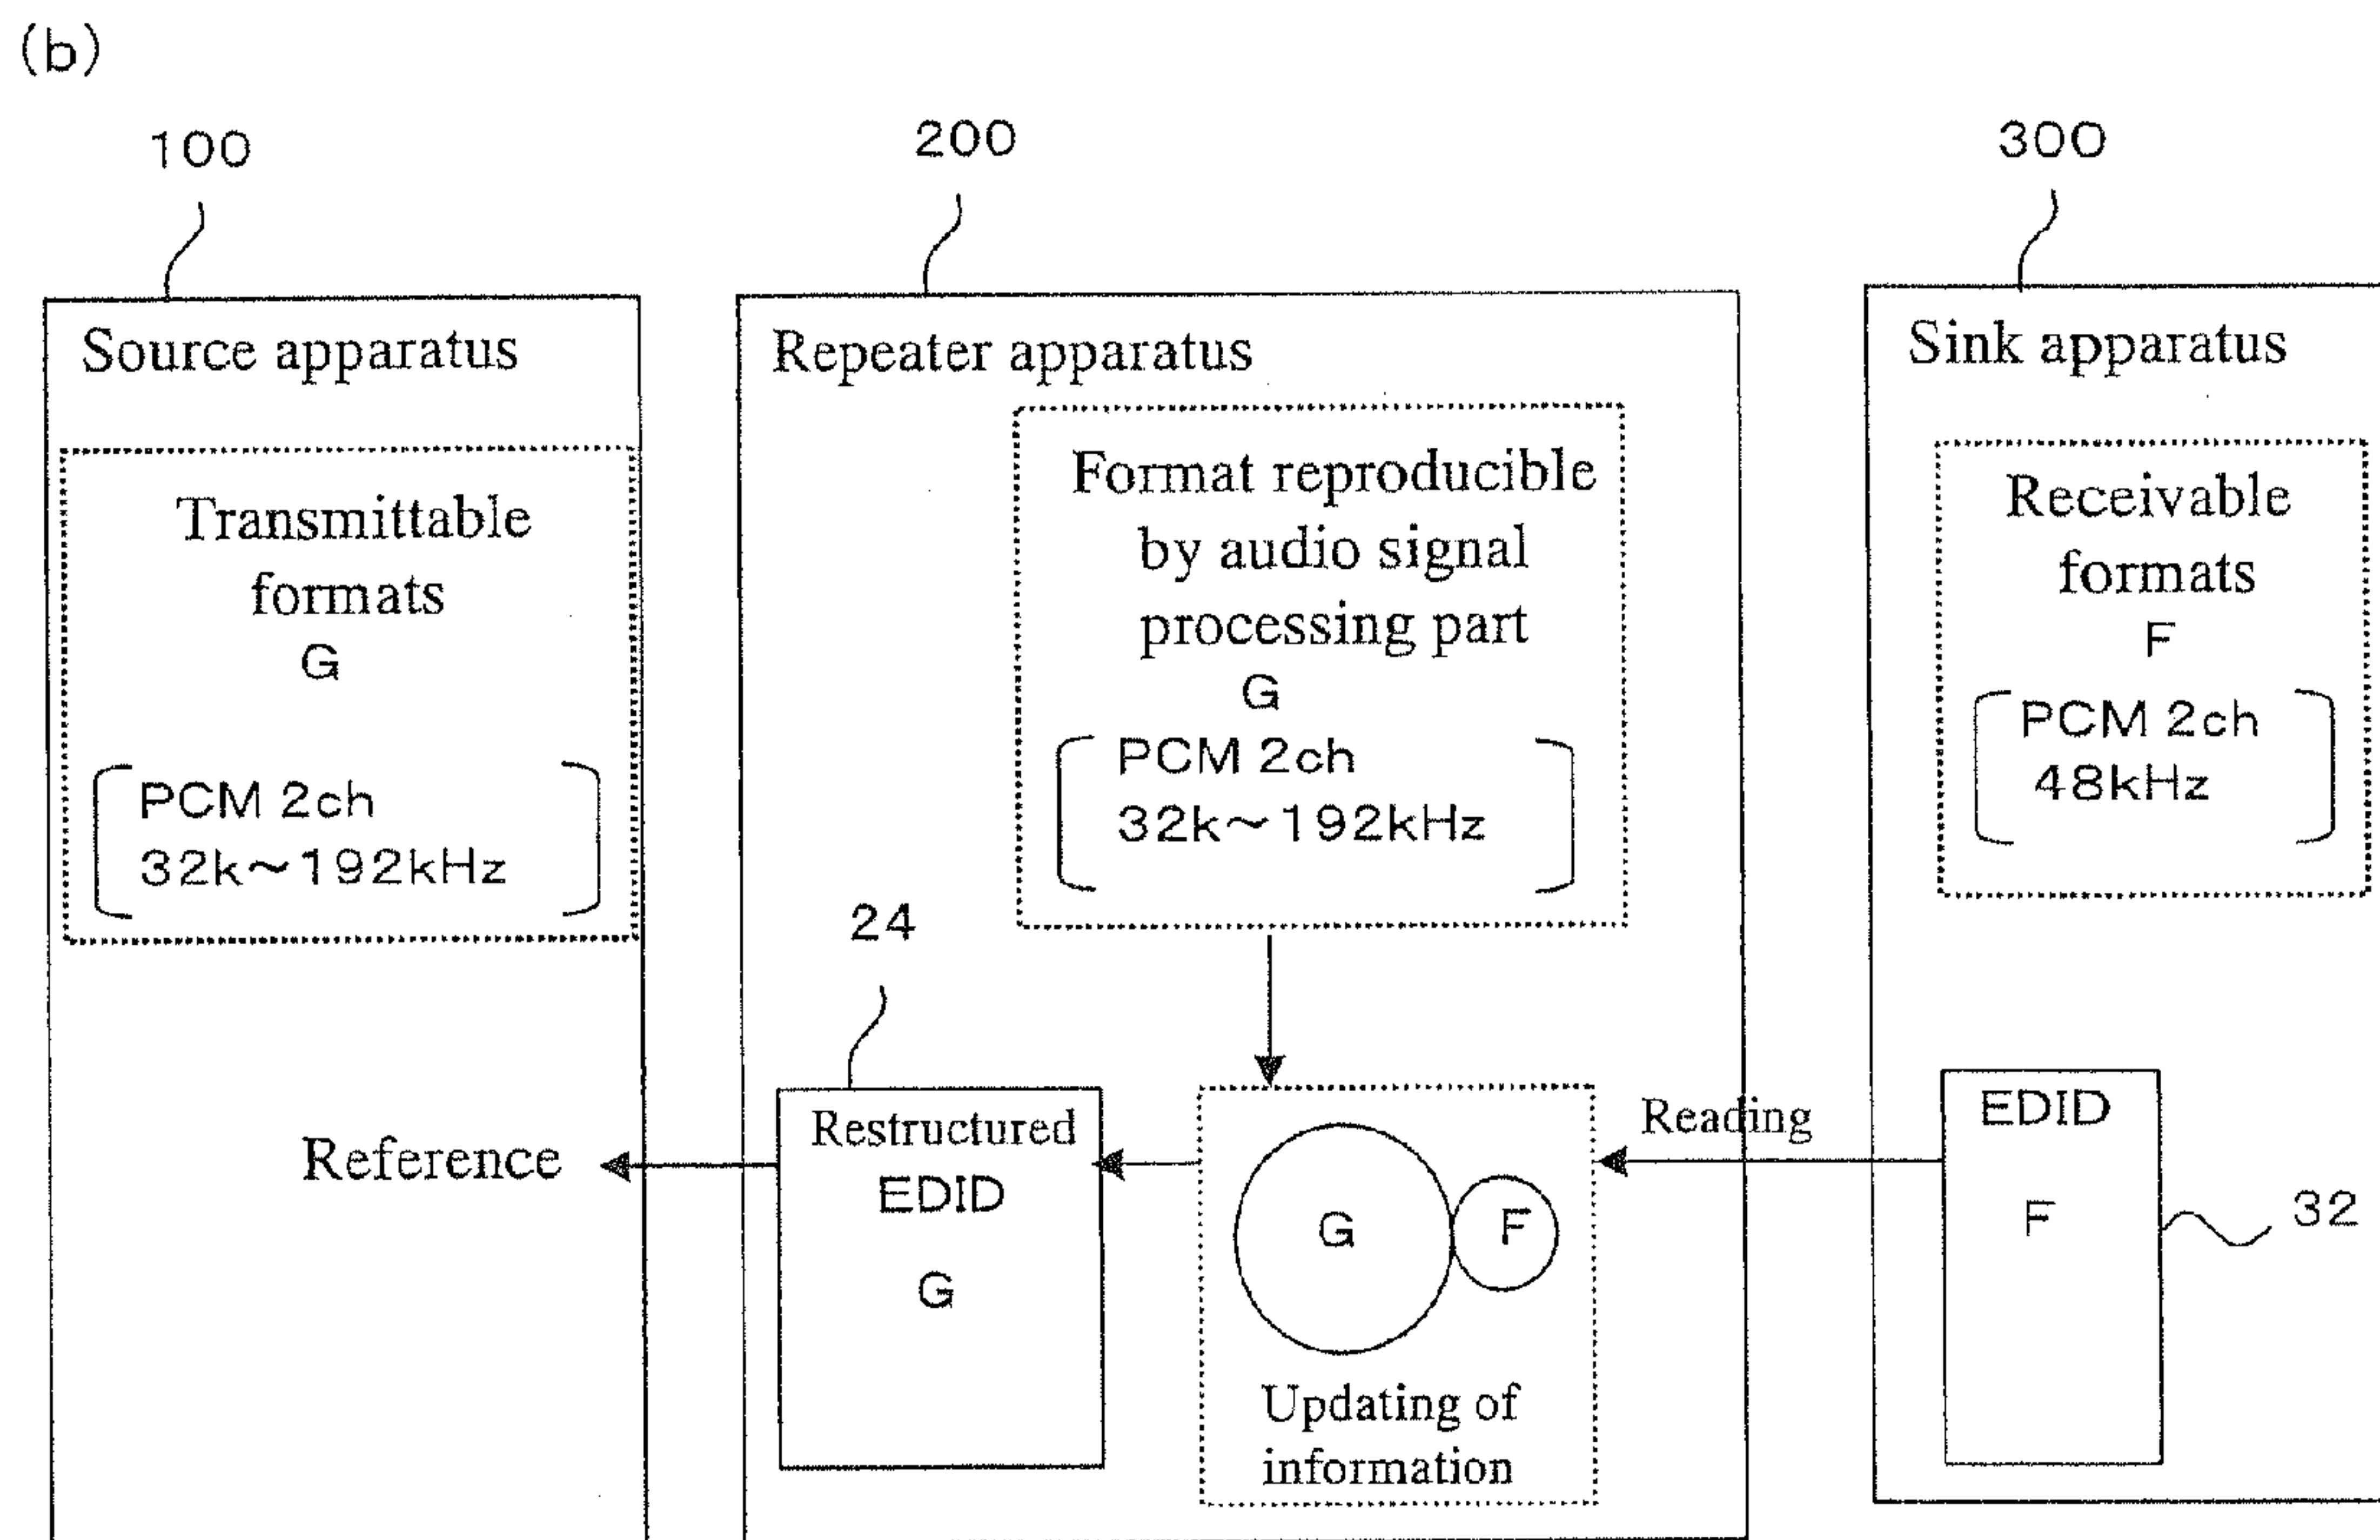 (b)
100
200
300
Source apparatus
Transmittable
formats
G
PCM 2ch
32k~192kHz
Reference
Repeater apparatus
Format reproducible
by audio signal
processing part
G
PCM 2ch
32k~192kHz
24
Restructured
EDID
G
G
F
Updating of
information
Reading
Sink apparatus
Receivable
formats
F
PCM 2ch
48kHz
EDID
F
32